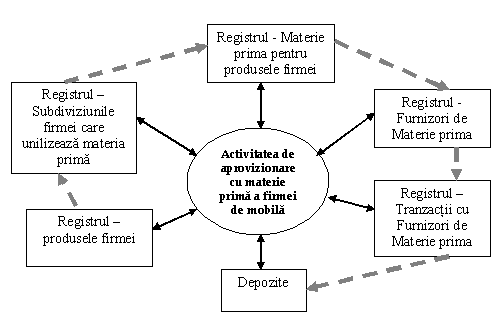 Registrul - Materie
prima pentru
produsele firmei
Registrul –
Subdiviziunile
firmei care
unilizează materia
primă
Registrul -
Furnizori de
Materie prima
Activitatea de
aprovizionare
cu materie
primă a firmei
de mobilă
Registrul –
Tranzacții cu
Furnizori de
Materie prima
Registrul –
produsele firmei
Depozite